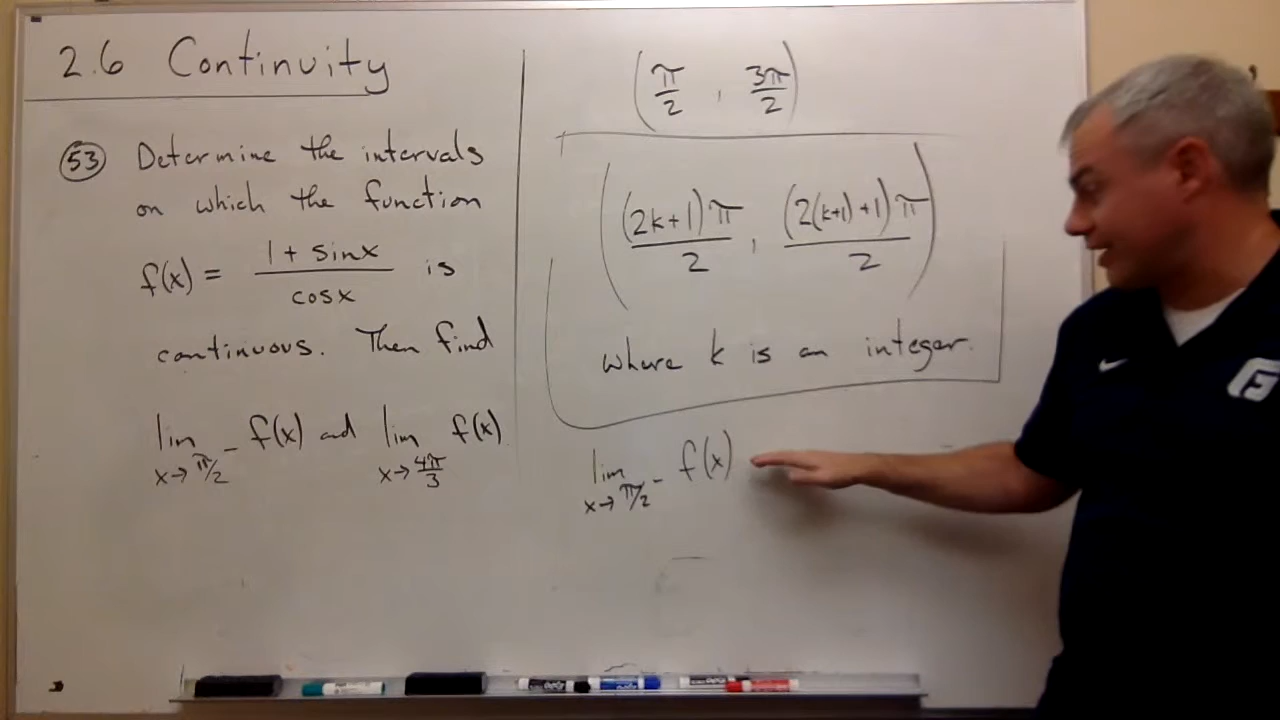 2.6 Continuity
53 Determine the intervals
on which the function
f(x) = (1 + sinx)/(cosx) is
continuous. Then find
lim x→π/2⁻ f(x) and lim x→4π/3 f(x)
(π/2, 3π/2)
((2k+1)π/2, (2(k+1)+1)π/2)
where k is an integer.
lim x→π/2⁻ f(x)
F